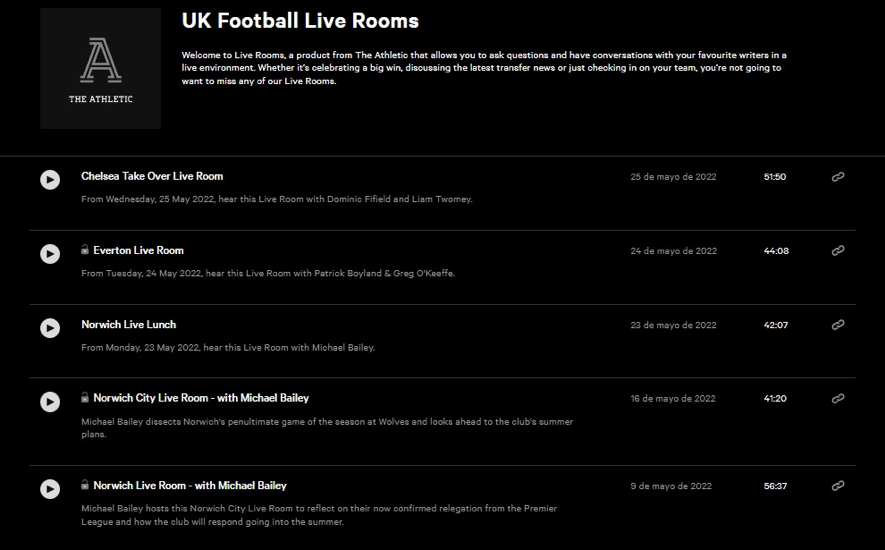 UK Football Live Rooms
Welcome to Live Rooms, a product from The Athletic that allows you to ask questions and have conversations with your favourite writers in a
live environment. Whether it's celebrating a big win, discussing the latest transfer news or just checking in on your team, you're not going to
want to miss any of our Live Rooms.
THE ATHLETIC
Chelsea Take Over Live Room 25 de mayo de 2022 51:50
From Wednesday, 25 May 2022, hear this Live Room with Dominic Fifield and Liam Twomey.
Everton Live Room 24 de mayo de 2022 44:08
From Tuesday, 24 May 2022, hear this Live Room with Patrick Boyland & Greg O'Keeffe.
Norwich Live Lunch 23 de mayo de 2022 42:07
From Monday, 23 May 2022, hear this Live Room with Michael Bailey.
Norwich City Live Room - with Michael Bailey 16 de mayo de 2022 41:20
Michael Bailey dissects Norwich's penultimate game of the season at Wolves and looks ahead to the club's summer
plans.
Norwich Live Room - with Michael Bailey 9 de mayo de 2022 56:37
Michael Bailey hosts this Norwich City Live Room to reflect on their now confirmed relegation from the Premier
League and how the club will respond going into the summer.